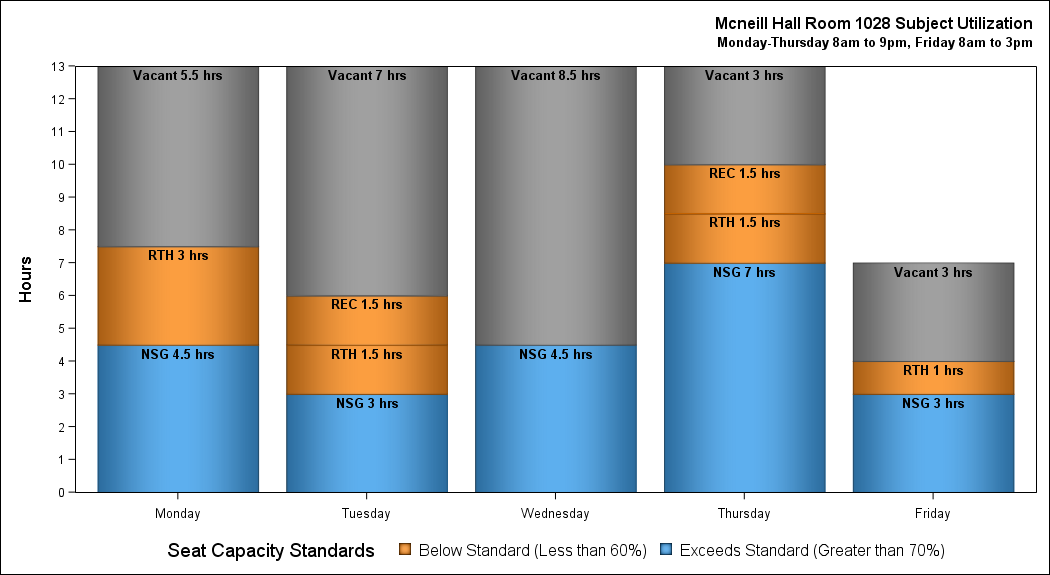 Mcneill Hall Room 1028 Subject Utilization
Monday-Thursday 8am to 9pm, Friday 8am to 3pm
Hours
13
12
11
10
9
8
7
6
5
4
3
2
1
0
Vacant 5.5 hrs
RTH 3 hrs
NSG 4.5 hrs
Vacant 7 hrs
REC 1.5 hrs
RTH 1.5 hrs
NSG 3 hrs
Vacant 8.5 hrs
NSG 4.5 hrs
Vacant 3 hrs
REC 1.5 hrs
RTH 1.5 hrs
NSG 7 hrs
Vacant 3 hrs
RTH 1 hrs
NSG 3 hrs
Monday Tuesday Wednesday Thursday Friday
Seat Capacity Standards Below Standard (Less than 60%) Exceeds Standard (Greater than 70%)